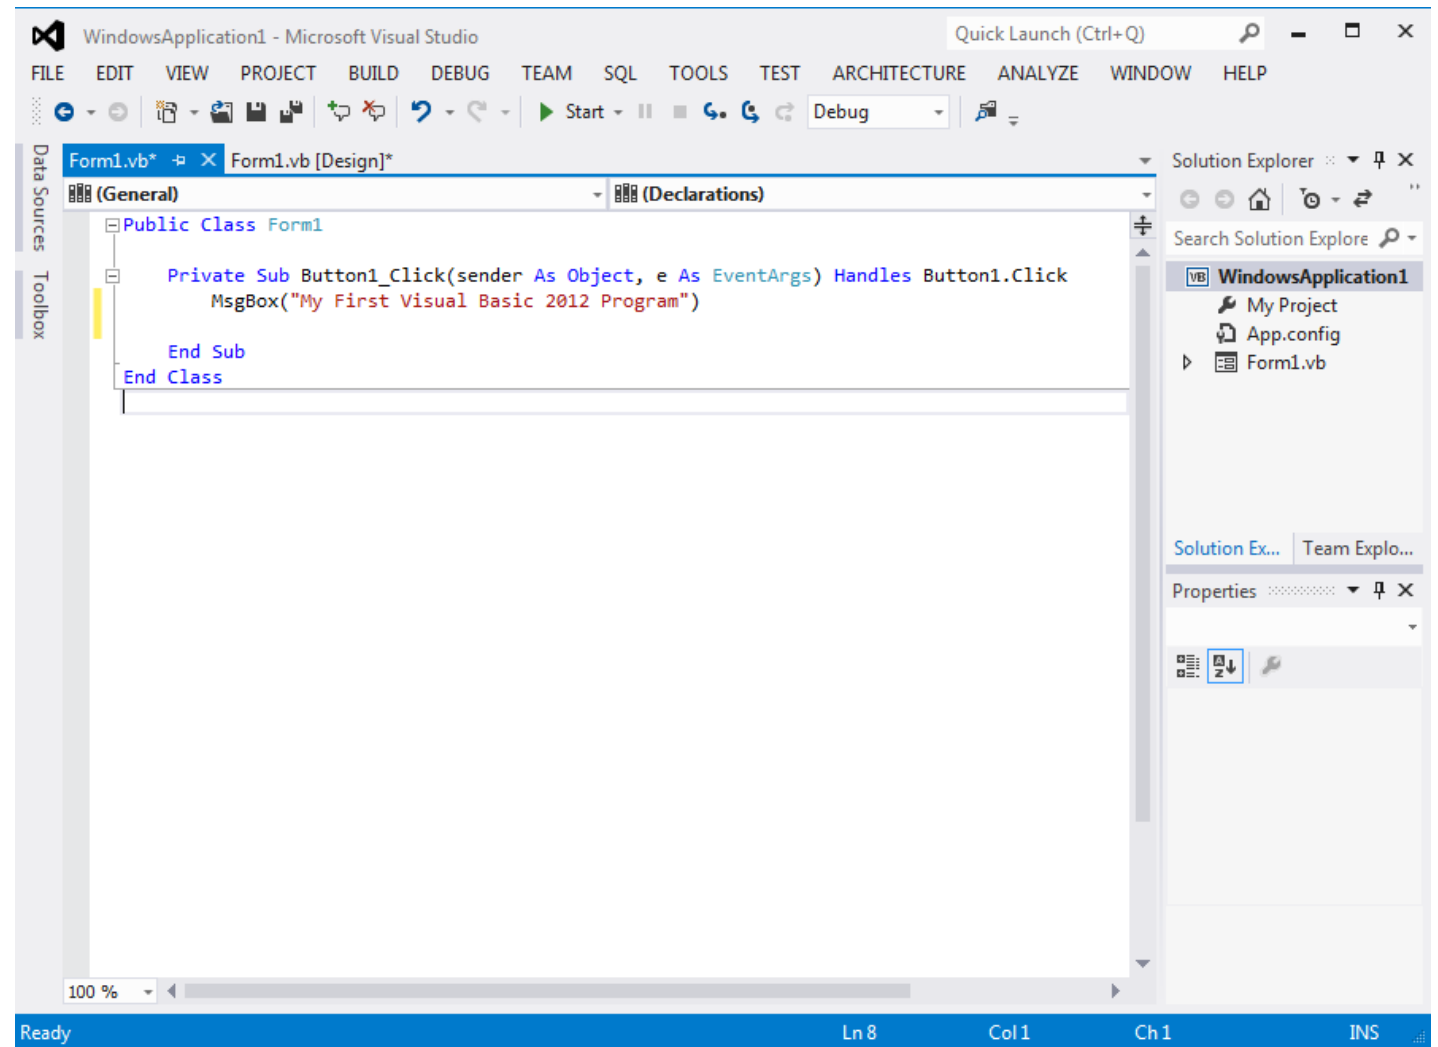 WindowsApplication1 - Microsoft Visual Studio
Quick Launch (Ctrl+Q)
FILE EDIT VIEW PROJECT BUILD DEBUG TEAM SQL TOOLS TEST ARCHITECTURE ANALYZE WINDOW HELP
Start Debug
Data Sources
Toolbox
Form1.vb* Form1.vb [Design]*
(General) (Declarations)
Public Class Form1
Private Sub Button1_Click(sender As Object, e As EventArgs) Handles Button1.Click
MsgBox("My First Visual Basic 2012 Program")
End Sub
End Class
100 %
Solution Explorer
Search Solution Explore
VB WindowsApplication1
My Project
App.config
Form1.vb
Solution Ex... Team Explo...
Properties
Ready Ln 8 Col 1 Ch 1 INS